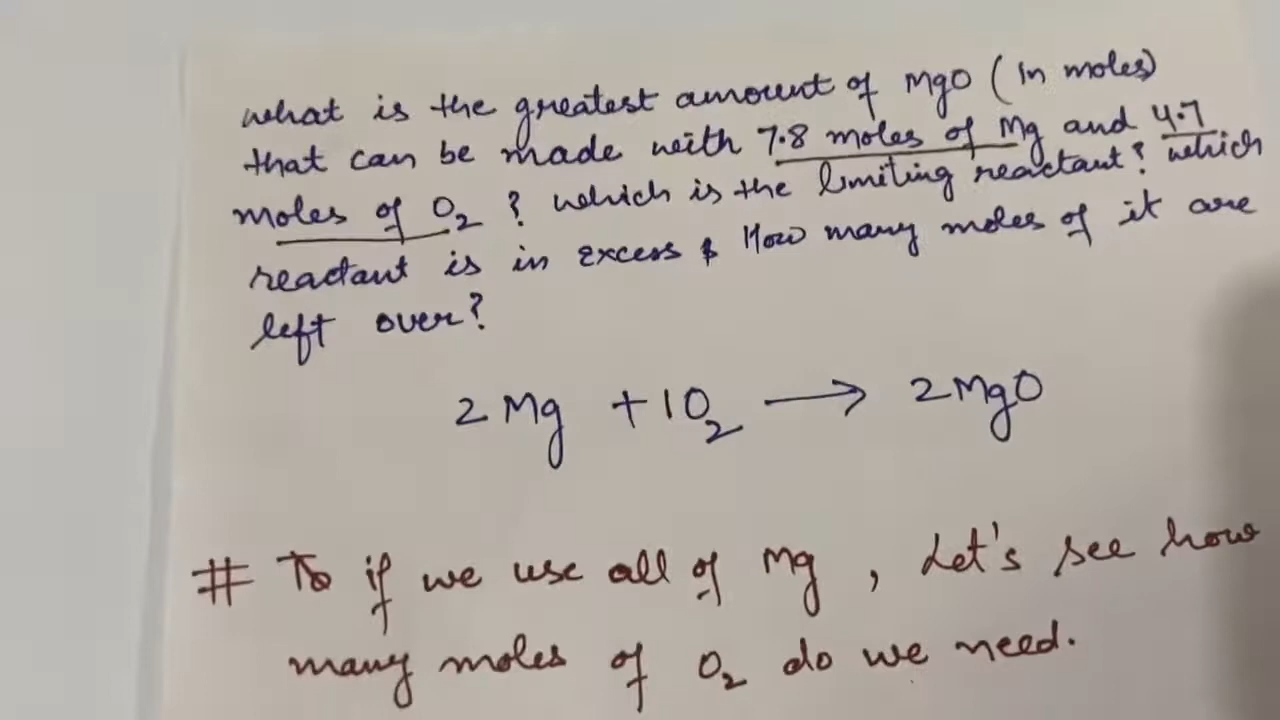 what is the greatest amount of MgO (in moles)
that can be made with 7.8 moles of Mg and 4.7
moles of O₂ ? which is the limiting reactant? which
reactant is in excess & How many moles of it are
left over?
2 Mg + 1O₂ → 2MgO
# To if we use all of Mg , Let's see how
many moles of O₂ do we need.